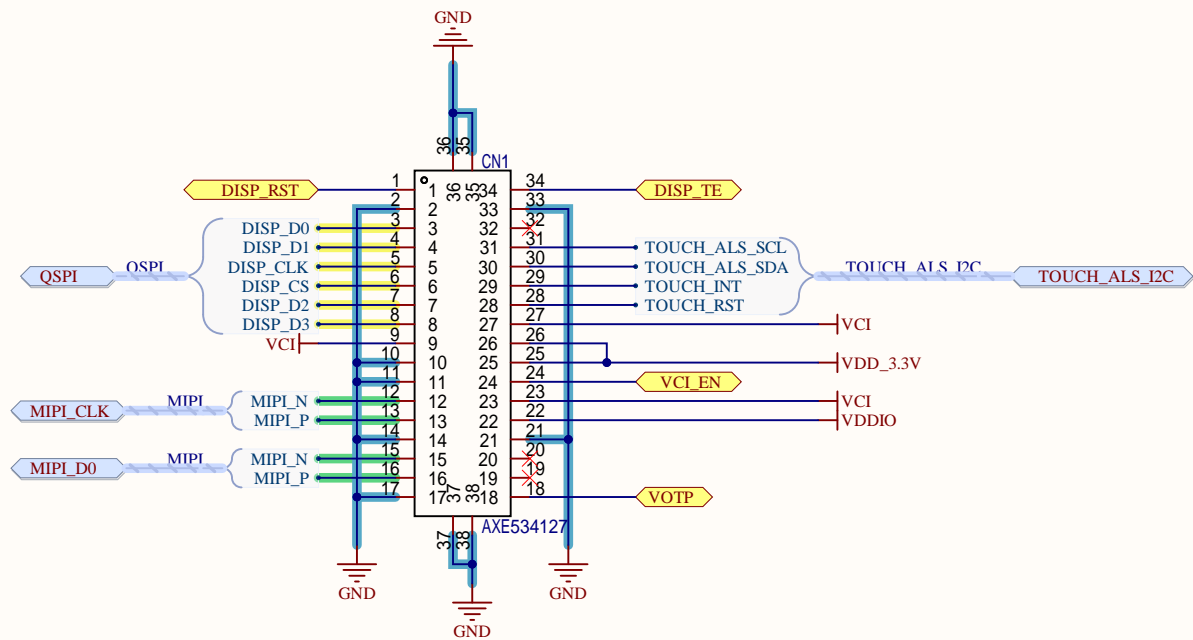 GND
36 35
CN1
1 1 36 35 34 34
DISP_RST DISP_TE
2 2 33 33
DISP_D0 3 3 32 32
DISP_D1 4 4 31 31 TOUCH_ALS_SCL
QSPI QSPI DISP_CLK 5 5 30 30 TOUCH_ALS_SDA TOUCH_ALS_I2C TOUCH_ALS_I2C
DISP_CS 6 6 29 29 TOUCH_INT
DISP_D2 7 7 28 28 TOUCH_RST
DISP_D3 8 8 27 27 VCI
VCI 9 9 26 26
10 10 25 25 VDD_3.3V
11 11 24 24 VCI_EN
MIPI_CLK MIPI MIPI_N 12 12 23 23 VCI
MIPI_P 13 13 22 22 VDDIO
14 14 21 21
MIPI_D0 MIPI MIPI_N 15 15 20 20
MIPI_P 16 16 19 19
17 17 37 38 18 18 VOTP
37 38
AXE534127
GND GND
GND